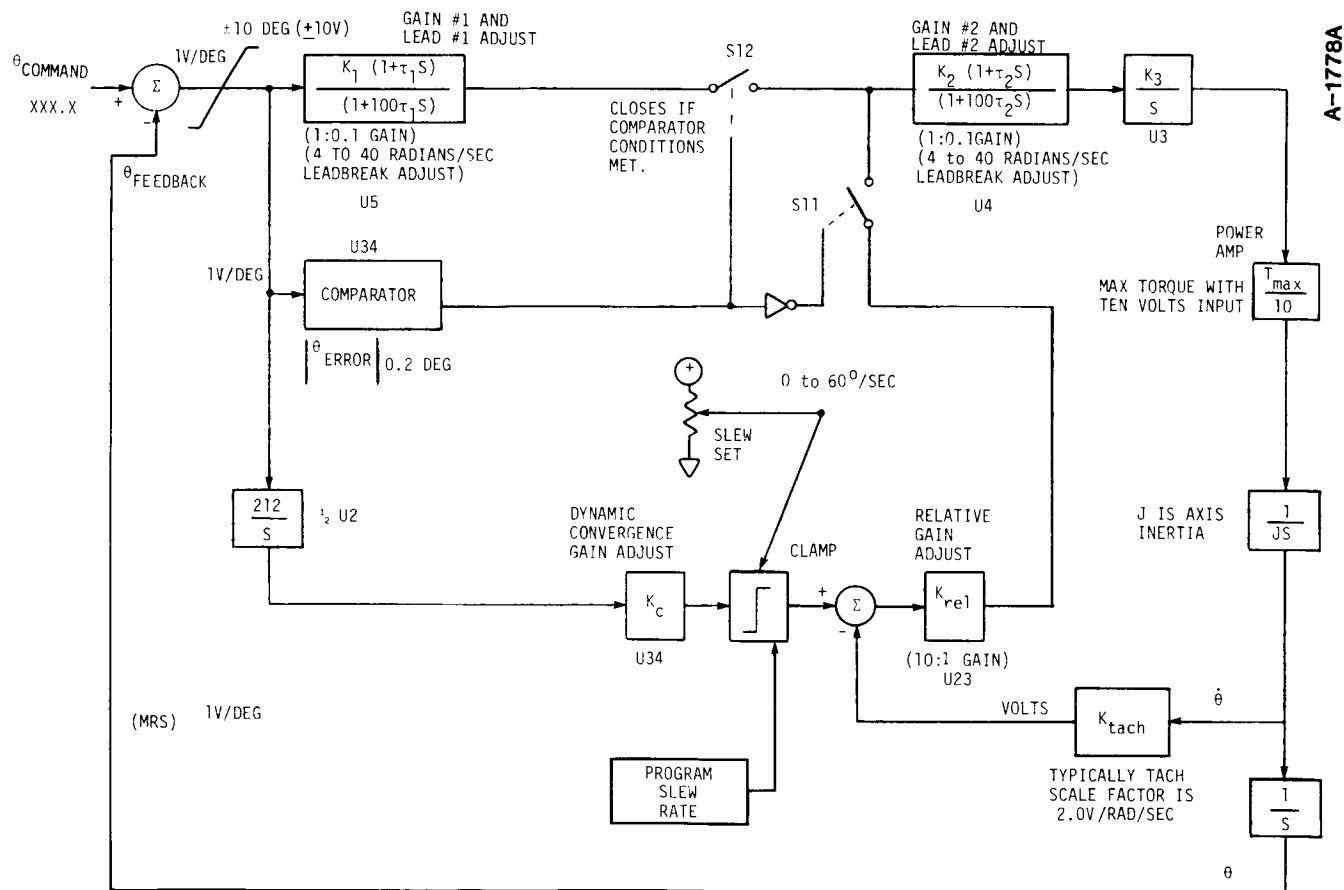 ±10 DEG (±10V)
1V/DEG
GAIN #1 AND
LEAD #1 ADJUST
θCOMMAND
XXX.X
+
Σ
-
θFEEDBACK
K1 (1+τ1S)
(1+100τ1S)
(1:0.1 GAIN)
(4 TO 40 RADIANS/SEC
LEADBREAK ADJUST)
U5
S12
CLOSES IF
COMPARATOR
CONDITIONS
MET.
GAIN #2 AND
LEAD #2 ADJUST
K2 (1+τ2S)
(1+100τ2S)
(1:0.1GAIN)
(4 to 40 RADIANS/SEC
LEADBREAK ADJUST)
U4
K3
S
U3
A-1778A
S11
U34
1V/DEG
COMPARATOR
|θERROR| 0.2 DEG
POWER
AMP
MAX TORQUE WITH
TEN VOLTS INPUT
Tmax
10
+
SLEW
SET
0 to 60°/SEC
212
S
½ U2
DYNAMIC
CONVERGENCE
GAIN ADJUST
Kc
U34
CLAMP
+
Σ
-
RELATIVE
GAIN
ADJUST
Krel
(10:1 GAIN)
U23
J IS AXIS
INERTIA
1
JS
(MRS) 1V/DEG
VOLTS
Ktach
θ̇
TYPICALLY TACH
SCALE FACTOR IS
2.0V/RAD/SEC
PROGRAM
SLEW
RATE
1
S
θ